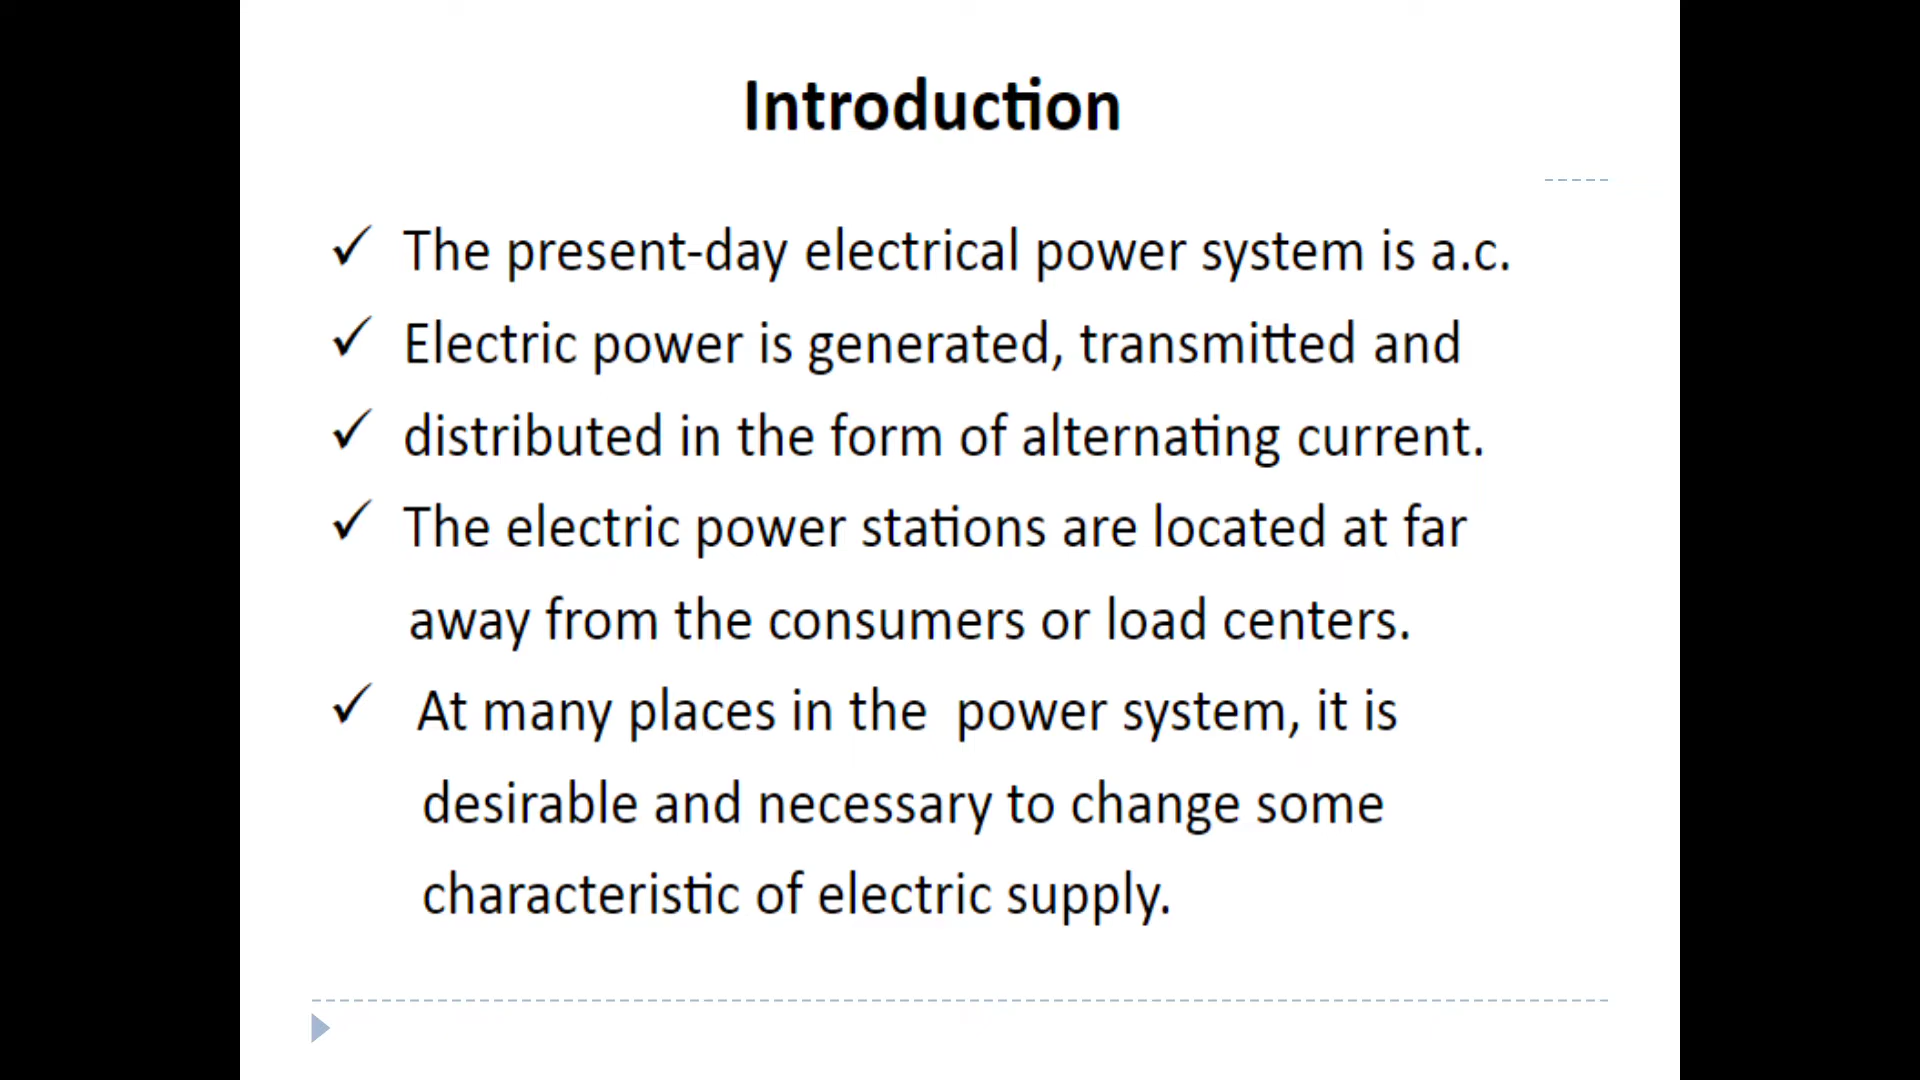 Introduction
✓ The present-day electrical power system is a.c.
✓ Electric power is generated, transmitted and
✓ distributed in the form of alternating current.
✓ The electric power stations are located at far
away from the consumers or load centers.
✓ At many places in the  power system, it is
desirable and necessary to change some
characteristic of electric supply.